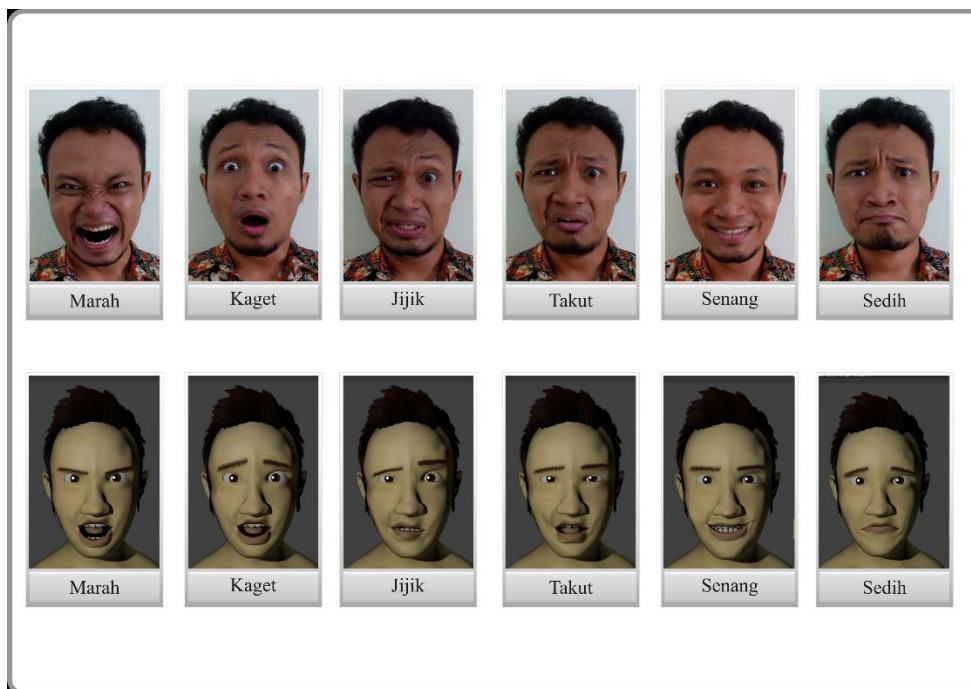 Marah
Kaget
Jijik
Takut
Senang
Sedih
Marah
Kaget
Jijik
Takut
Senang
Sedih